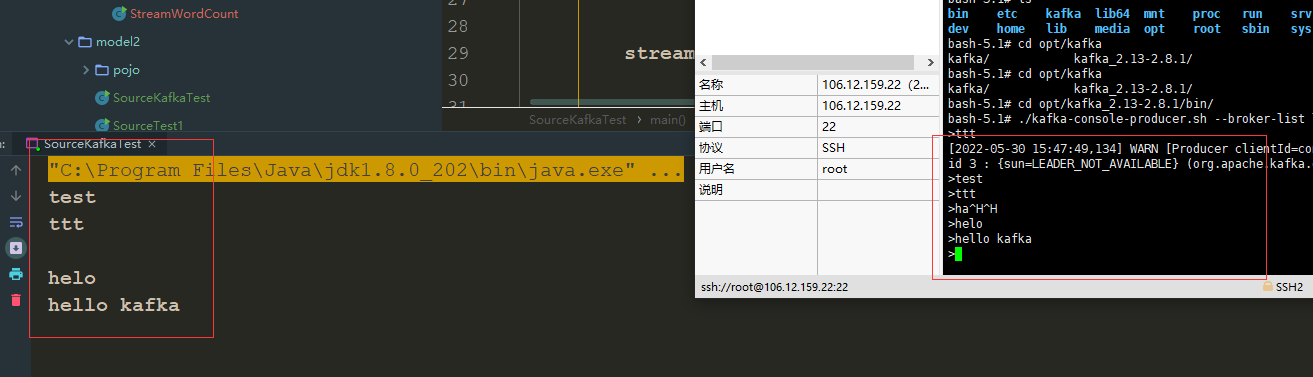 StreamWordCount
model2
pojo
SourceKafkaTest
SourceTest1
28
29
30
stream
SourceKafkaTest
main()
SourceKafkaTest
"C:\Program Files\Java\jdk1.8.0_202\bin\java.exe" ...
test
ttt
helo
hello kafka
名称 106.12.159.22 (2...
主机 106.12.159.22
端口 22
协议 SSH
用户名 root
说明
ssh://root@106.12.159.22:22
SSH2
bin etc kafka lib64 mnt proc run srv
dev home lib media opt root sbin sys
bash-5.1# cd opt/kafka
kafka/ kafka_2.13-2.8.1/
bash-5.1# cd opt/kafka
kafka/ kafka_2.13-2.8.1/
bash-5.1# cd opt/kafka_2.13-2.8.1/bin/
bash-5.1# ./kafka-console-producer.sh --broker-list
>ttt
[2022-05-30 15:47:49,134] WARN [Producer clientId=co
id 3 : {sun=LEADER_NOT_AVAILABLE} (org.apache.kafka.
>test
>ttt
>ha^H^H
>helo
>hello kafka
>